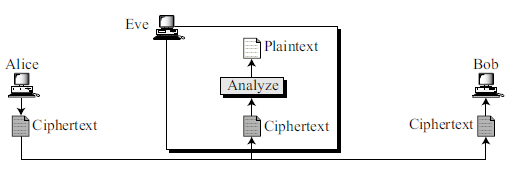 Eve
Plaintext
Alice
Bob
Analyze
Ciphertext
Ciphertext
Ciphertext